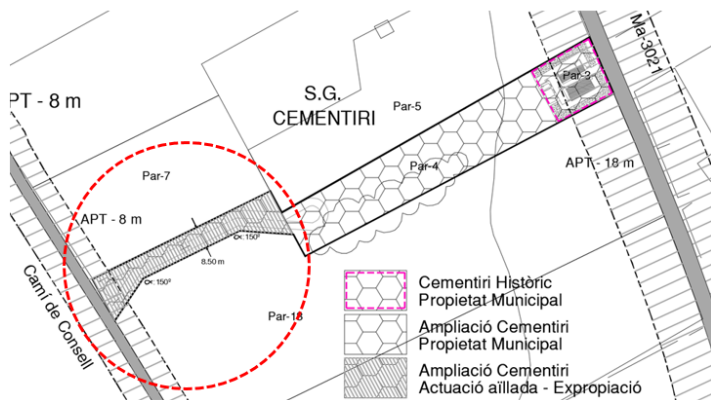 Ma-3021
Par-3
S.G.
CEMENTIRI
Par-5
APT - 8 m
Par-4
APT - 18 m
Par-7
APT - 8 m
∝: 150º
8.50 m
∝: 150º
Camí de Consell
Par-13
Cementiri Històric
Propietat Municipal
Ampliació Cementiri
Propietat Municipal
Ampliació Cementiri
Actuació aïllada - Expropiació